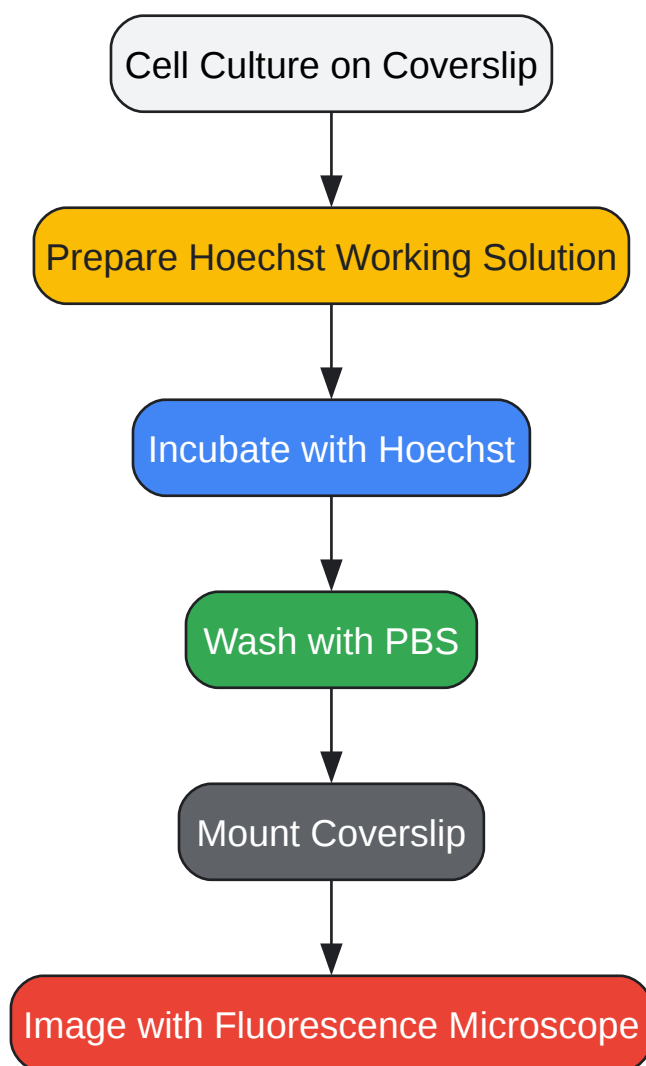 Cell Culture on Coverslip
Prepare Hoechst Working Solution
Incubate with Hoechst
Wash with PBS
Mount Coverslip
Image with Fluorescence Microscope